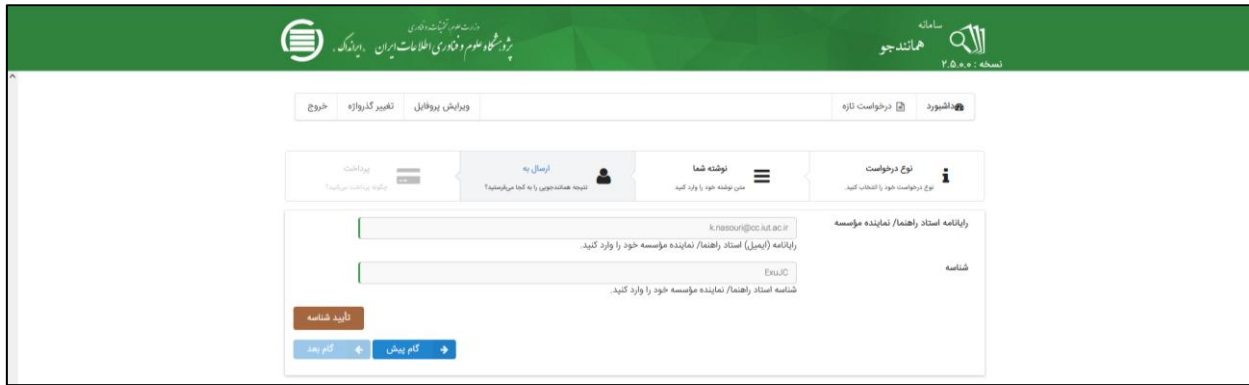 سامانه
همانندجو
نسخه : ۲.۵.۰.۰
وزارت علوم، تحقیقات و فناوری
پژوهشگاه علوم و فناوری اطلاعات ایران . ایرانداک .
داشبورد درخواست تازه ویرایش پروفایل تغییر گذرواژه خروج
نوع درخواست
نوع درخواست خود را انتخاب کنید.
نوشته شما
متن نوشته خود را وارد کنید
ارسال به
نتیجه همانندجویی را به کجا می‌فرستید؟
پرداخت
چگونه پرداخت می‌کنید؟
رایانامه استاد راهنما/ نماینده مؤسسه
k.nasouri@cc.iut.ac.ir
رایانامه (ایمیل) استاد راهنما/ نماینده مؤسسه خود را وارد کنید.
شناسه
ExuJC
شناسه استاد راهنما/ نماینده مؤسسه خود را وارد کنید.
تأیید شناسه
گام پیش گام بعد